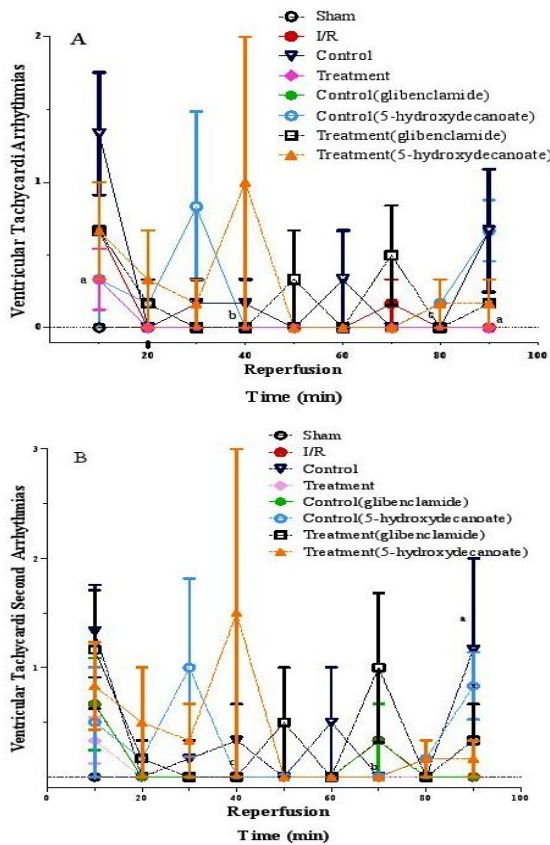 A
Sham
I/R
Control
Treatment
Control(glibenclamide)
Control(5-hydroxydecanoate)
Treatment(glibenclamide)
Treatment(5-hydroxydecanoate)
Ventricular Tachycardi Arrhythmias
2
1
0
a
b
c
a
0 20 40 60 80 100
Reperfusion
Time (min)
B
Sham
I/R
Control
Treatment
Control(glibenclamide)
Control(5-hydroxydecanoate)
Treatment(glibenclamide)
Treatment(5-hydroxydecanoate)
Ventricular Tachycardi Second Arrhythmias
3
2
1
a
c
b
0 20 40 60 80 100
Reperfusion
Time (min)